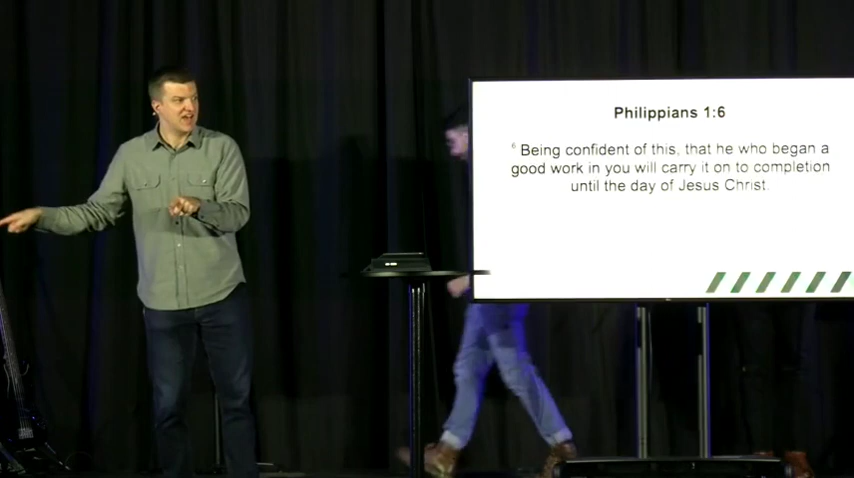 Philippians 1:6
6 Being confident of this, that he who began a
good work in you will carry it on to completion
until the day of Jesus Christ.